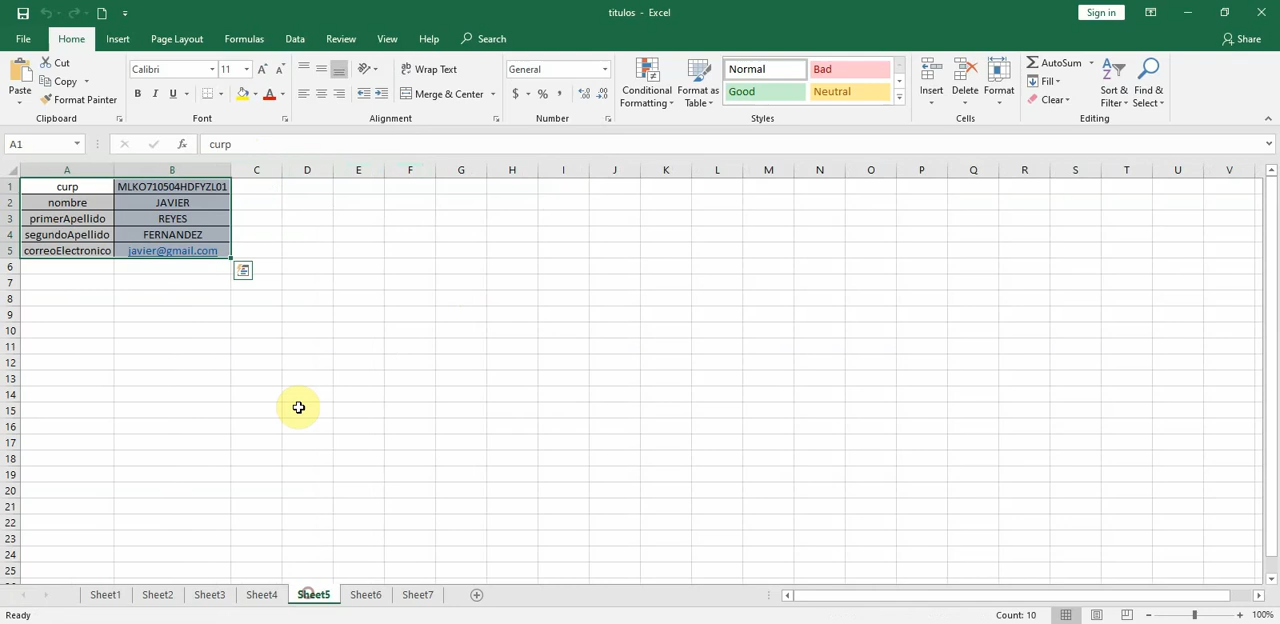 titulos - Excel
Sign in
File Home Insert Page Layout Formulas Data Review View Help Search Share
Paste
Cut
Copy
Format Painter
Clipboard
Calibri 11
B I U
Font
Wrap Text
Merge & Center
Alignment
General
$ % ,
Number
Conditional Formatting
Format as Table
Normal Bad
Good Neutral
Styles
Insert Delete Format
Cells
AutoSum
Fill
Clear
Sort & Filter
Find & Select
Editing
A1 fx curp
A B C D E F G H I J K L M N O P Q R S T U V
1 curp MLKO710504HDFYZL01
2 nombre JAVIER
3 primerApellido REYES
4 segundoApellido FERNANDEZ
5 correoElectronico javier@gmail.com
6
7
8
9
10
11
12
13
14
15
16
17
18
19
20
21
22
23
24
25
Sheet1 Sheet2 Sheet3 Sheet4 Sheet5 Sheet6 Sheet7
Ready Count: 10 100%